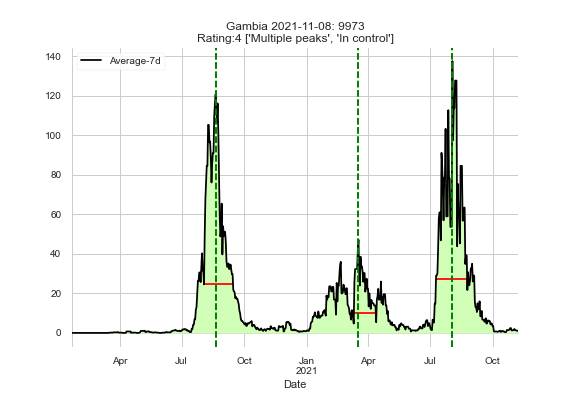 Gambia 2021-11-08: 9973
Rating:4 ['Multiple peaks', 'In control']
Average-7d
140
120
100
80
60
40
20
0
Apr Jul Oct Jan Apr Jul Oct
2021
Date